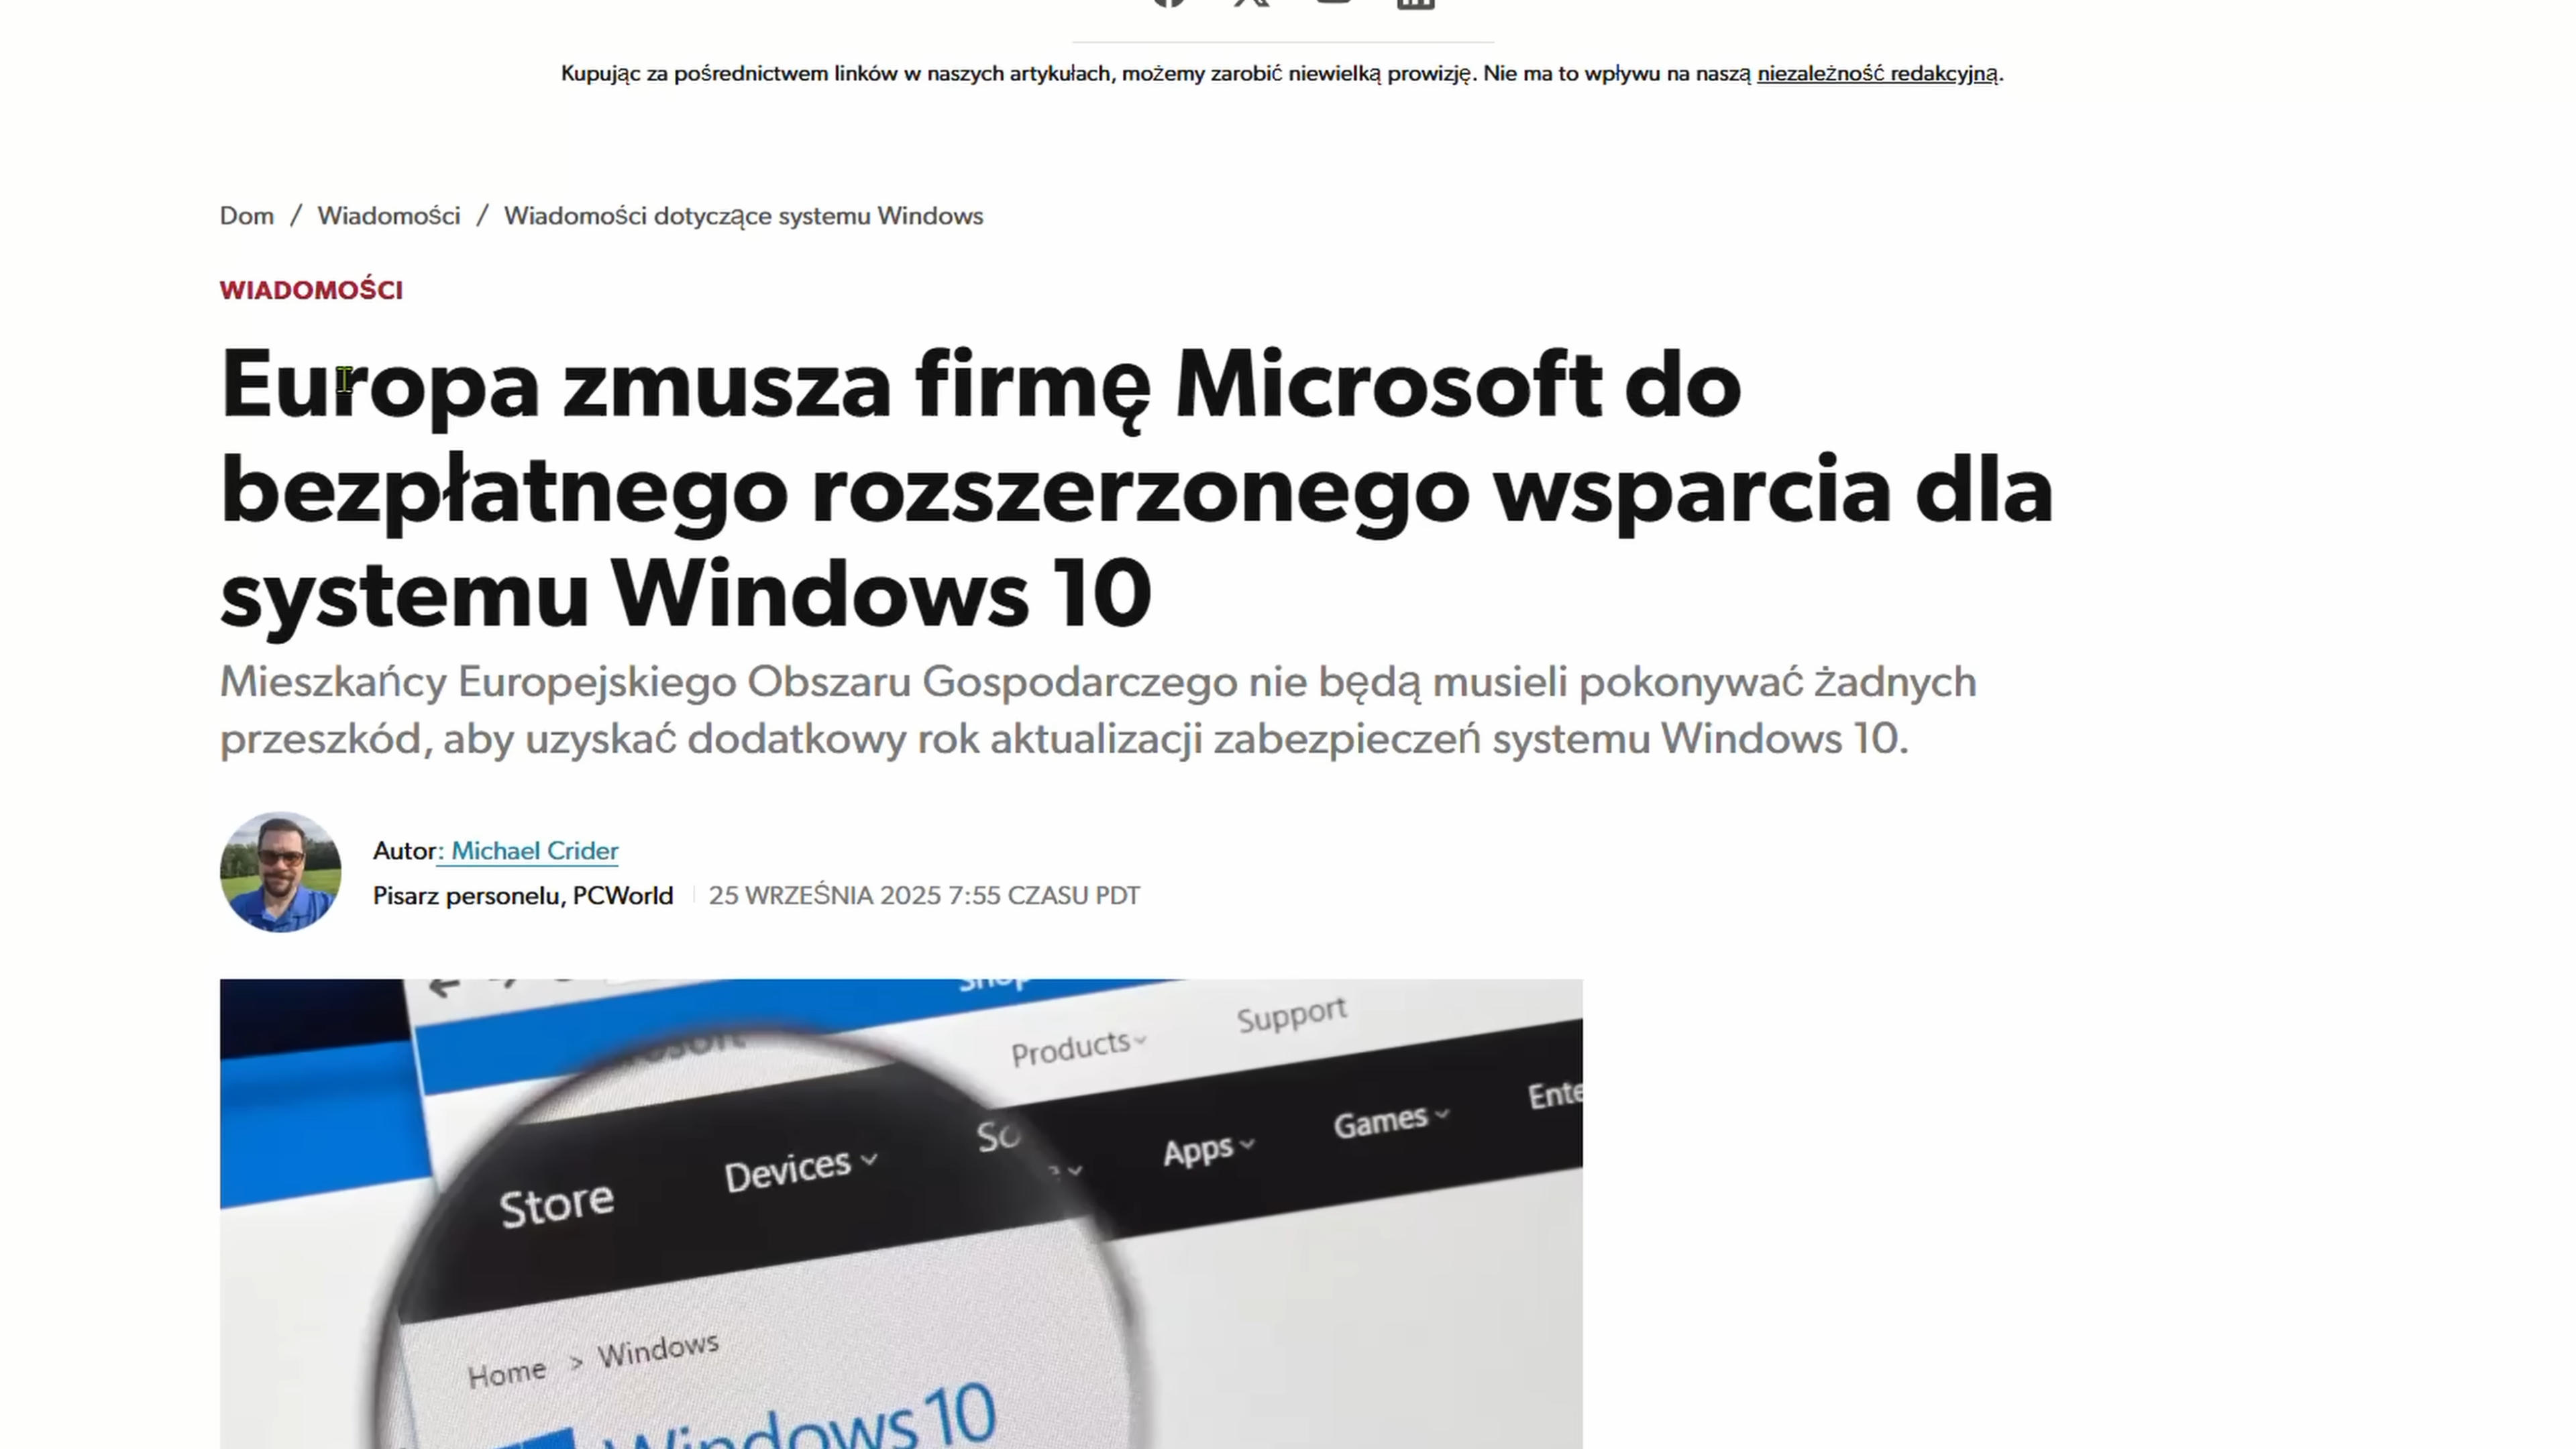 Kupując za pośrednictwem linków w naszych artykułach, możemy zarobić niewielką prowizję. Nie ma to wpływu na naszą niezależność redakcyjną.
Dom / Wiadomości / Wiadomości dotyczące systemu Windows
WIADOMOŚCI
Europa zmusza firmę Microsoft do
bezpłatnego rozszerzonego wsparcia dla
systemu Windows 10
Mieszkańcy Europejskiego Obszaru Gospodarczego nie będą musieli pokonywać żadnych
przeszkód, aby uzyskać dodatkowy rok aktualizacji zabezpieczeń systemu Windows 10.
Autor: Michael Crider
Pisarz personelu, PCWorld | 25 WRZEŚNIA 2025 7:55 CZASU PDT
Products Support
Store Devices Apps Games
Home > Windows
Windows 10